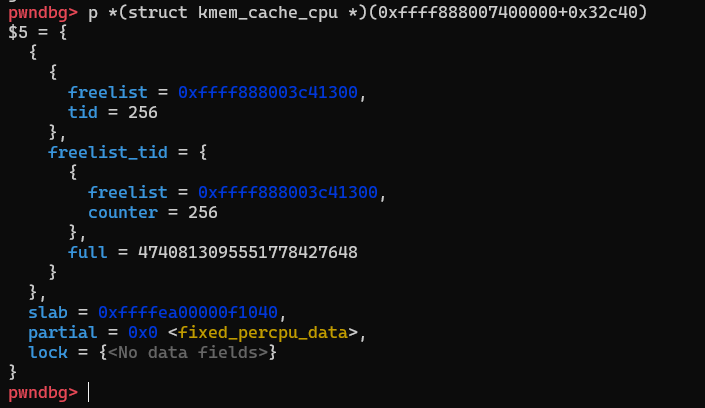 pwndbg> p *(struct kmem_cache_cpu *)(0xffff888007400000+0x32c40)
$5 = {
  {
    {
      freelist = 0xffff888003c41300,
      tid = 256
    },
    freelist_tid = {
      {
        freelist = 0xffff888003c41300,
        counter = 256
      },
      full = 4740813095551778427648
    }
  },
  slab = 0xffffea00000f1040,
  partial = 0x0 <fixed_percpu_data>,
  lock = {<No data fields>}
}
pwndbg>